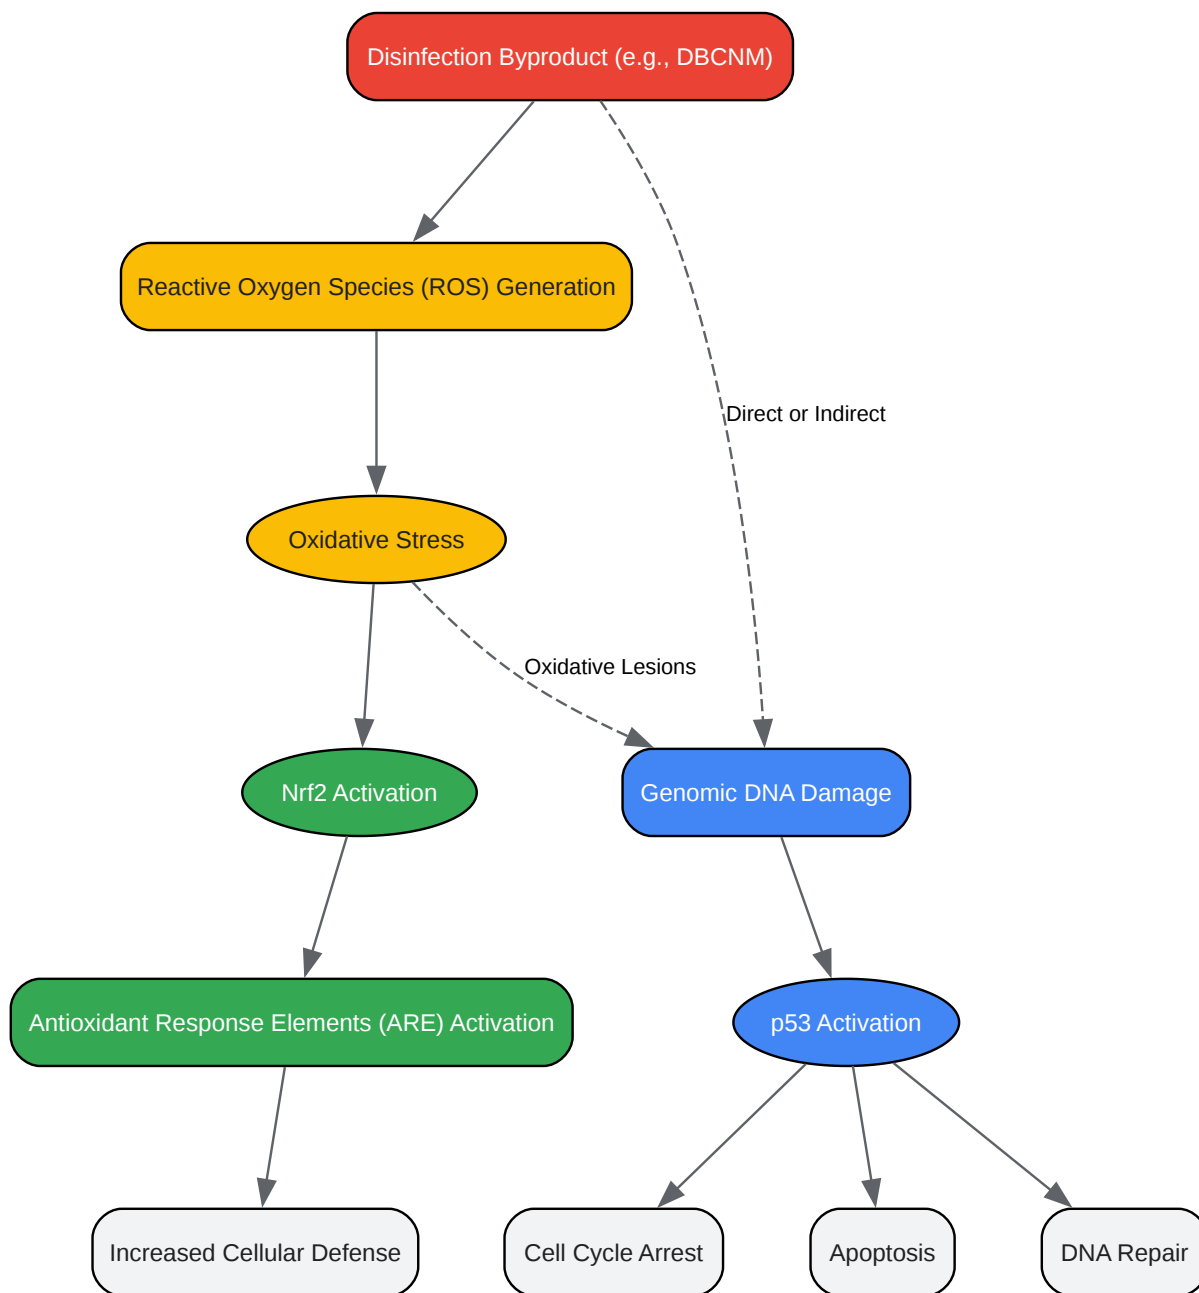 Disinfection Byproduct (e.g., DBCNM)
Reactive Oxygen Species (ROS) Generation
Direct or Indirect
Oxidative Stress
Oxidative Lesions
Nrf2 Activation
Genomic DNA Damage
Antioxidant Response Elements (ARE) Activation
p53 Activation
Increased Cellular Defense
Cell Cycle Arrest
Apoptosis
DNA Repair